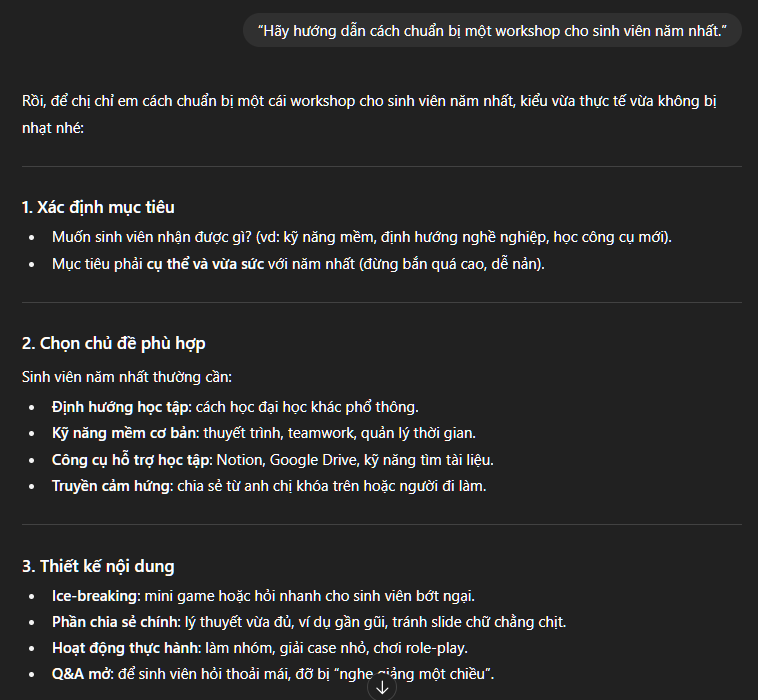 “Hãy hướng dẫn cách chuẩn bị một workshop cho sinh viên năm nhất.”
Rồi, để chị chỉ em cách chuẩn bị một cái workshop cho sinh viên năm nhất, kiểu vừa thực tế vừa không bị
nhạt nhé:
1. Xác định mục tiêu
• Muốn sinh viên nhận được gì? (vd: kỹ năng mềm, định hướng nghề nghiệp, học công cụ mới).
• Mục tiêu phải cụ thể và vừa sức với năm nhất (đừng bắn quá cao, dễ nản).
2. Chọn chủ đề phù hợp
Sinh viên năm nhất thường cần:
• Định hướng học tập: cách học đại học khác phổ thông.
• Kỹ năng mềm cơ bản: thuyết trình, teamwork, quản lý thời gian.
• Công cụ hỗ trợ học tập: Notion, Google Drive, kỹ năng tìm tài liệu.
• Truyền cảm hứng: chia sẻ từ anh chị khóa trên hoặc người đi làm.
3. Thiết kế nội dung
• Ice-breaking: mini game hoặc hỏi nhanh cho sinh viên bớt ngại.
• Phần chia sẻ chính: lý thuyết vừa đủ, ví dụ gần gũi, tránh slide chữ chằng chịt.
• Hoạt động thực hành: làm nhóm, giải case nhỏ, chơi role-play.
• Q&A mở: để sinh viên hỏi thoải mái, đỡ bị “nghe giảng một chiều”.